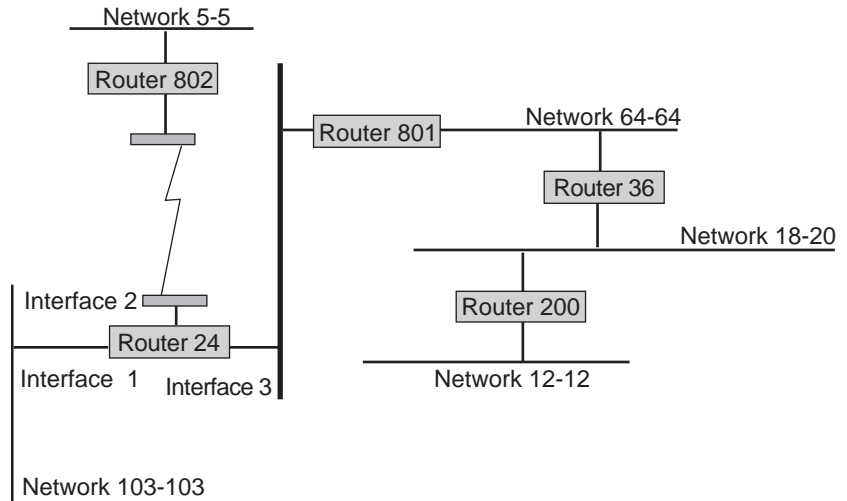 Network 5-5
Router 802
Network 64-64
Router 801
Router 36
Network 18-20
Interface 2
Router 200
Router 24
Interface 1
Interface 3
Network 12-12
Network 103-103